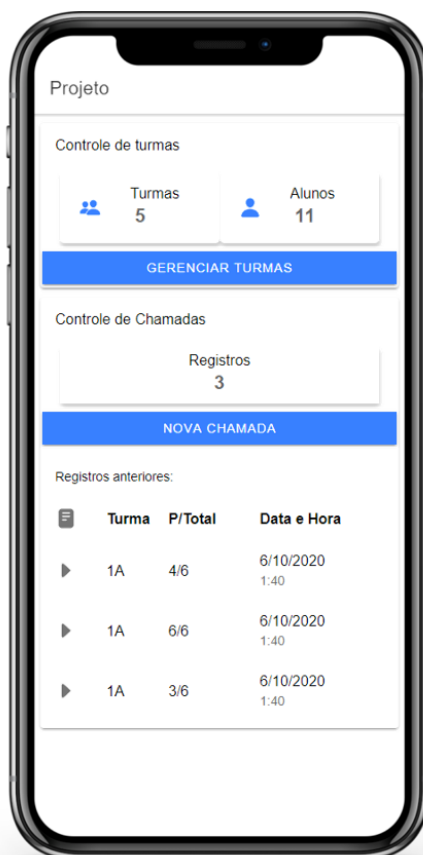 Projeto
Controle de turmas
Turmas Alunos
5 11
GERENCIAR TURMAS
Controle de Chamadas
Registros
3
NOVA CHAMADA
Registros anteriores:
Turma P/Total Data e Hora
1A 4/6 6/10/2020
1:40
1A 6/6 6/10/2020
1:40
1A 3/6 6/10/2020
1:40